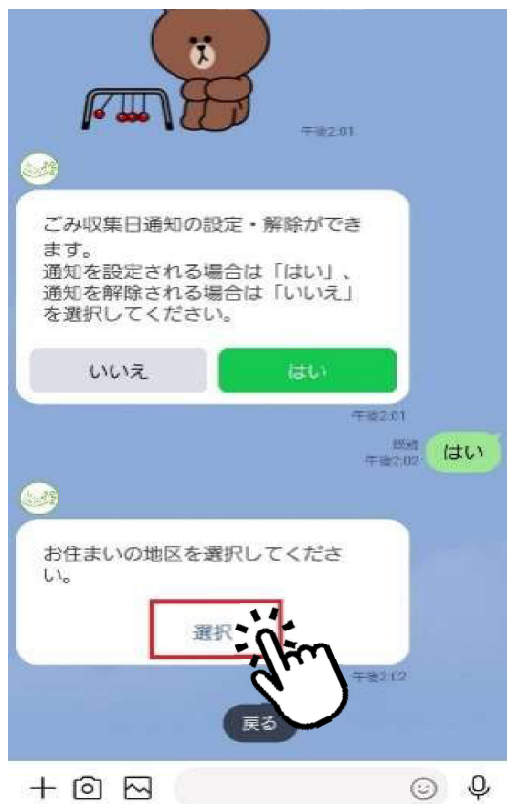 午後2:01
ごみ収集日通知の設定・解除ができ
ます。
通知を設定される場合は「はい」、
通知を解除される場合は「いいえ」
を選択してください。
いいえ
はい
午後2:01
既読
午後2:02
はい
お住まいの地区を選択してくださ
い。
選択
午後2:02
戻る